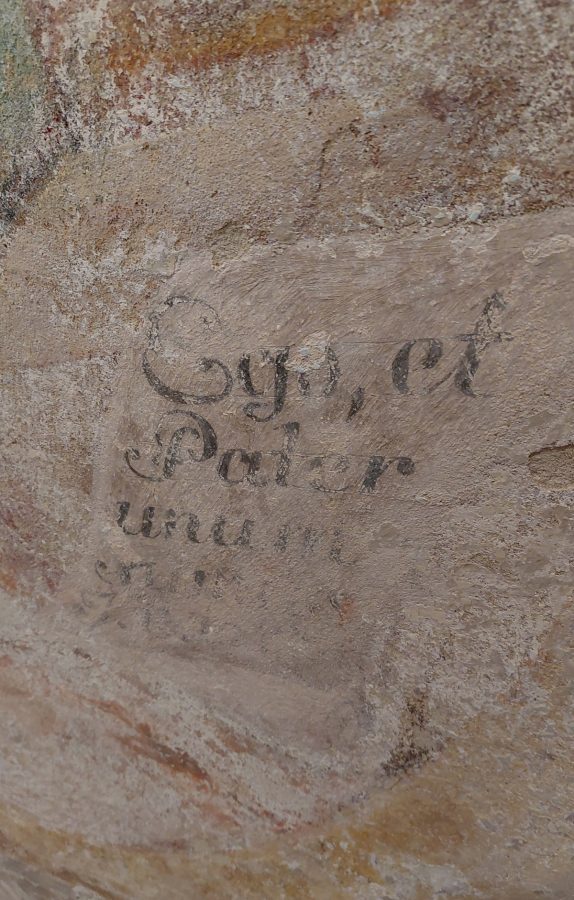 Ego, et
Pater
unum